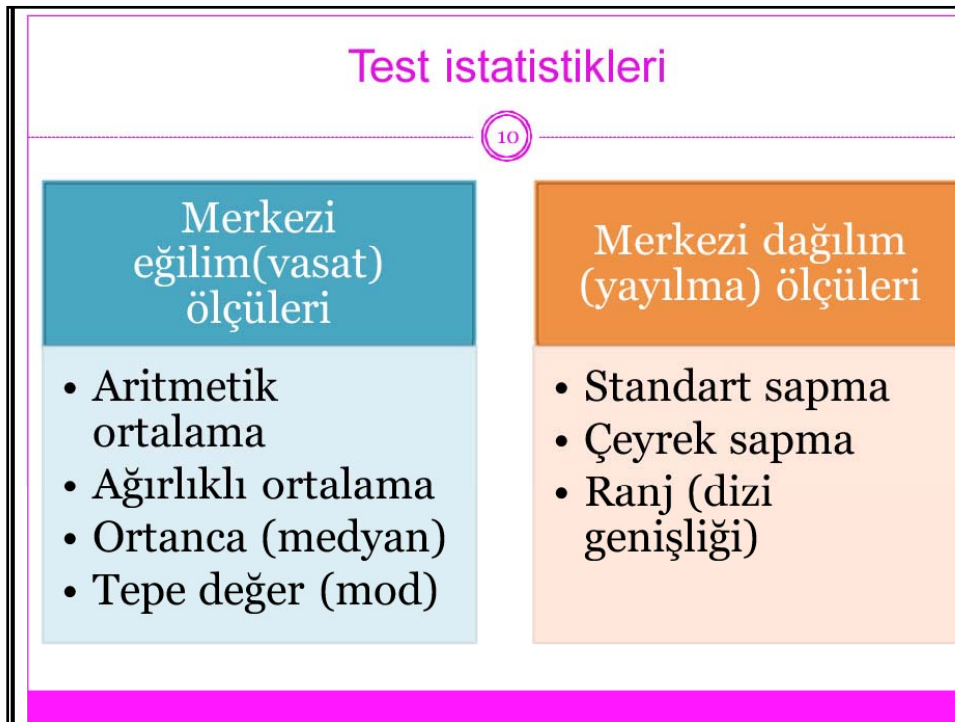 Test istatistikleri
10
Merkezi
eğilim(vasat)
ölçüleri
• Aritmetik
ortalama
• Ağırlıklı ortalama
• Ortanca (medyan)
• Tepe değer (mod)
Merkezi dağılım
(yayılma) ölçüleri
• Standart sapma
• Çeyrek sapma
• Ranj (dizi
genişliği)